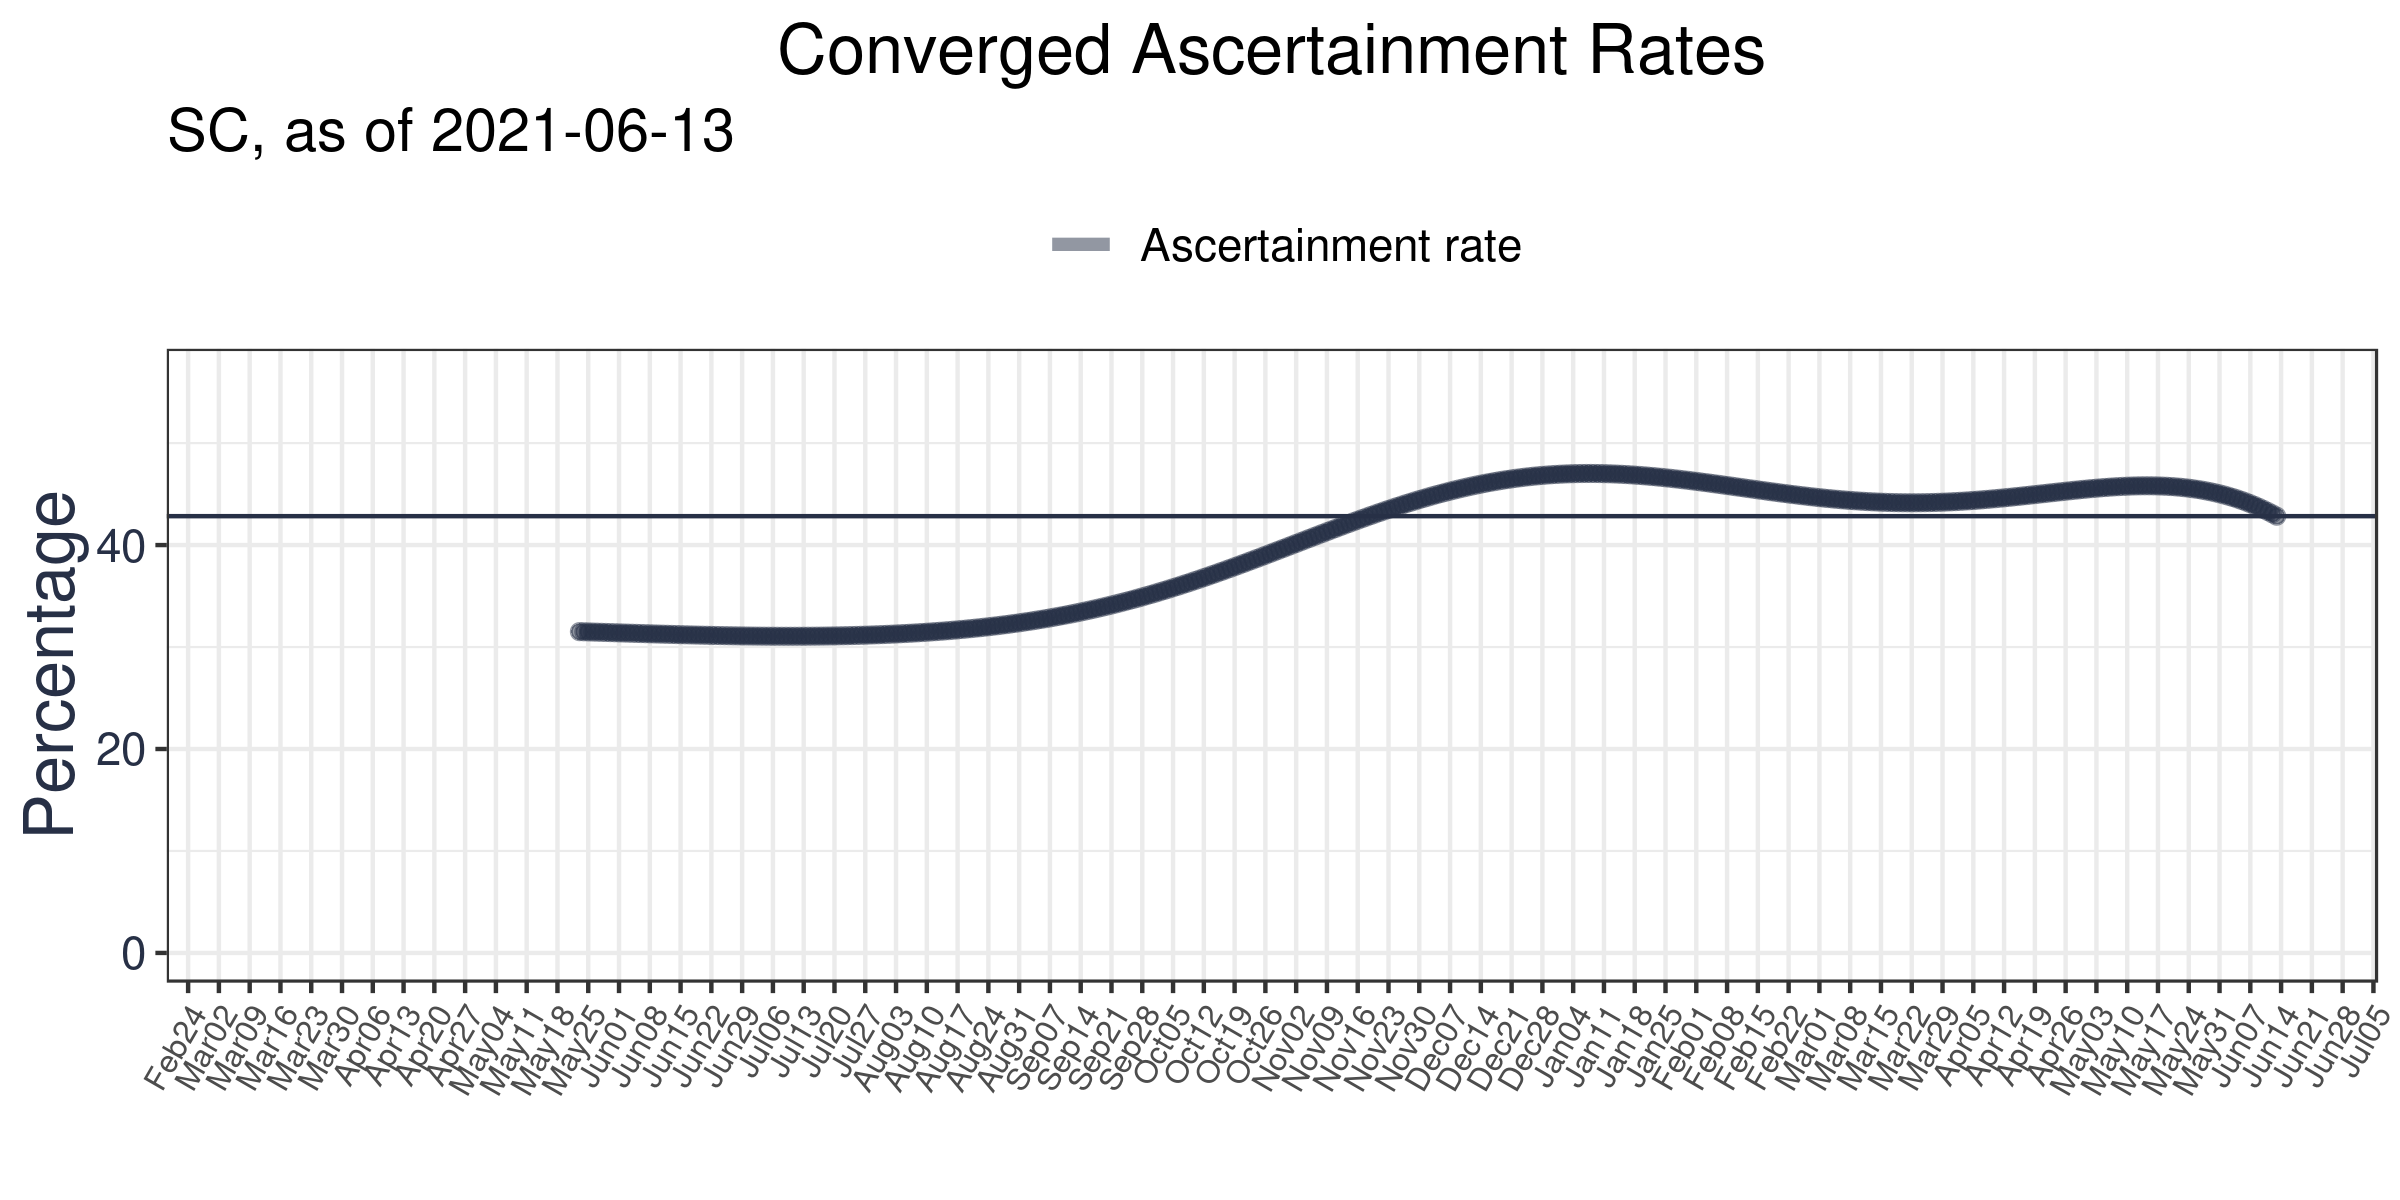 Converged Ascertainment Rates
SC, as of 2021-06-13
Ascertainment rate
Percentage
40
20
0
Feb24
Mar02
Mar09
Mar16
Mar23
Mar30
Apr06
Apr13
Apr20
Apr27
May04
May11
May18
May25
Jun01
Jun08
Jun15
Jun22
Jun29
Jul06
Jul13
Jul20
Jul27
Aug03
Aug10
Aug17
Aug24
Aug31
Sep07
Sep14
Sep21
Sep28
Oct05
Oct12
Oct19
Oct26
Nov02
Nov09
Nov16
Nov23
Nov30
Dec07
Dec14
Dec21
Dec28
Jan04
Jan11
Jan18
Jan25
Feb01
Feb08
Feb15
Feb22
Mar01
Mar08
Mar15
Mar22
Mar29
Apr05
Apr12
Apr19
Apr26
May03
May10
May17
May24
May31
Jun07
Jun14
Jun21
Jun28
Jul05